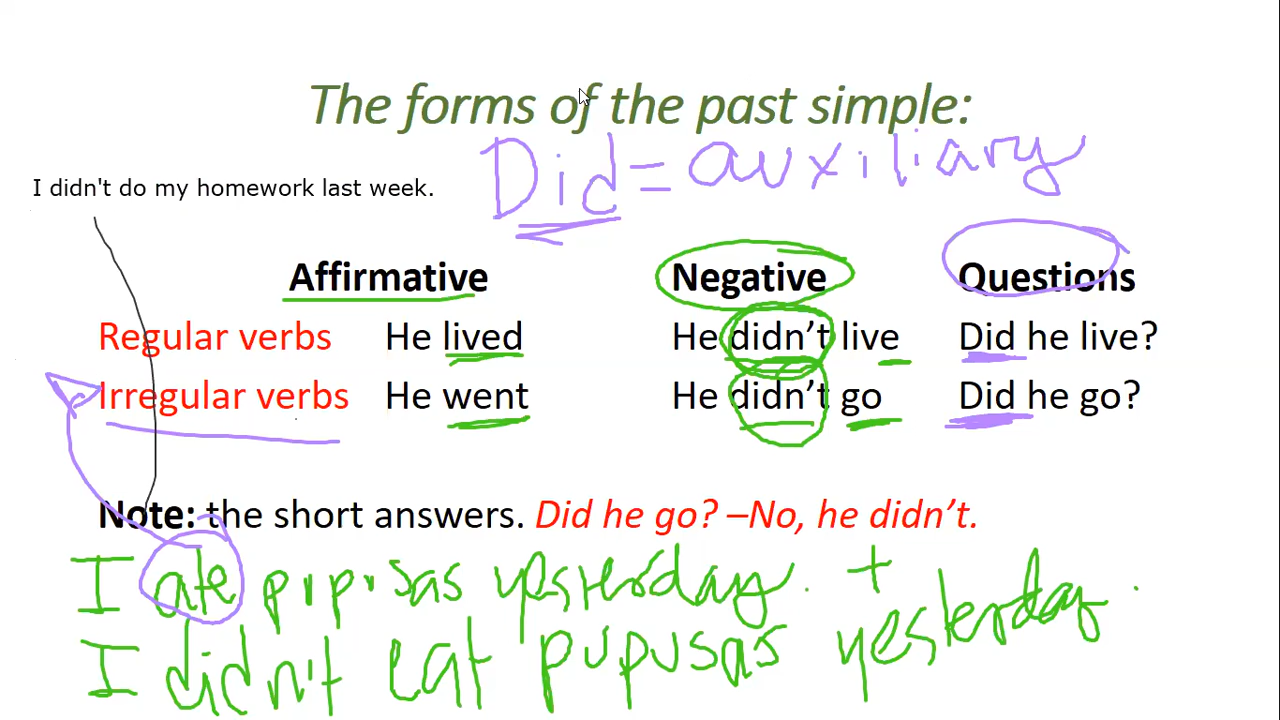 The forms of the past simple:
Did = auxiliary
I didn't do my homework last week.
Affirmative Negative Questions
Regular verbs He lived He didn't live Did he live?
Irregular verbs He went He didn't go Did he go?
Note: the short answers. Did he go? –No, he didn't.
I ate pupusas yesterday. +
I didn't eat pupusas yesterday.